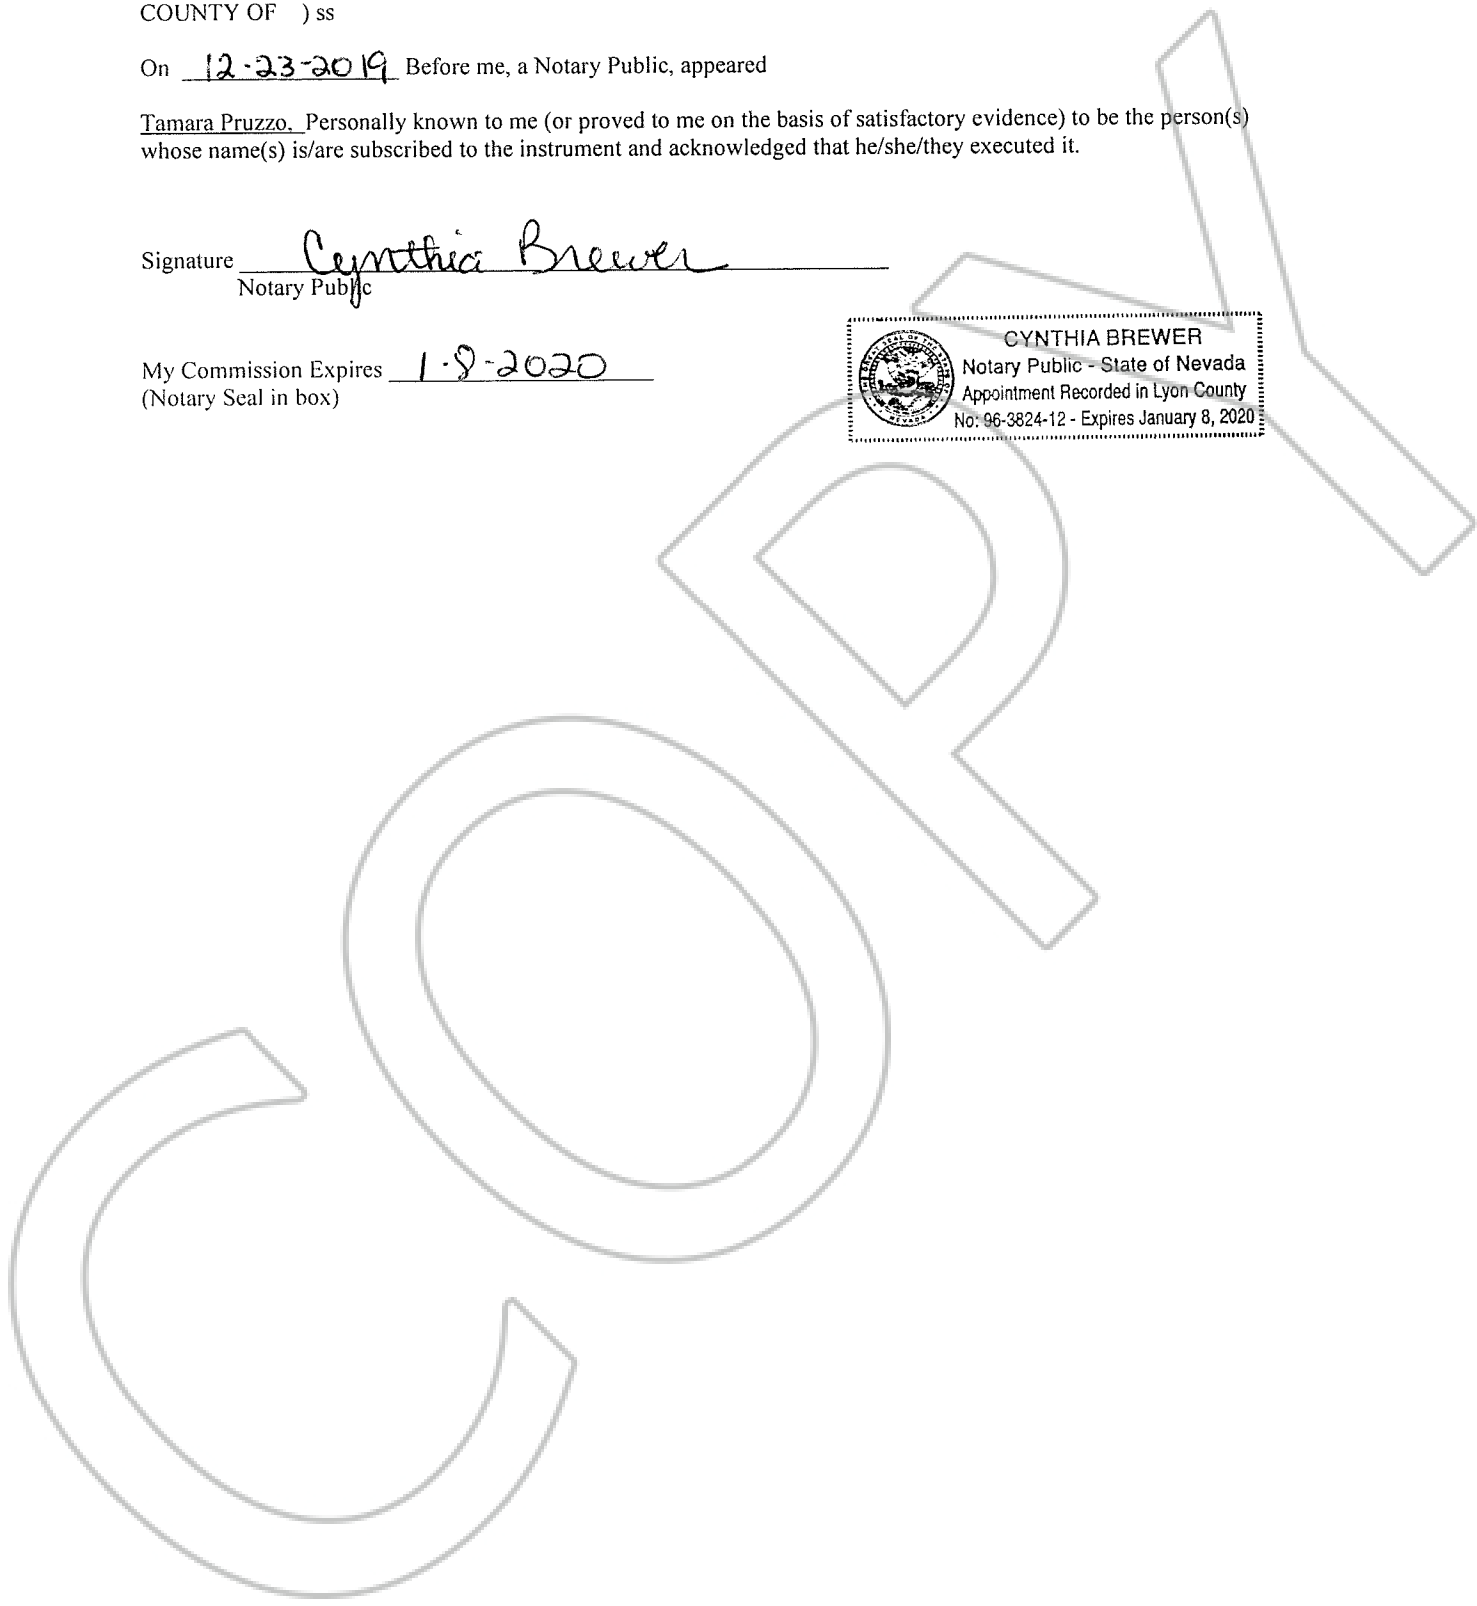 COUNTY OF ) ss
On 12-23-2019 Before me, a Notary Public, appeared
Tamara Pruzzo, Personally known to me (or proved to me on the basis of satisfactory evidence) to be the person(s)
whose name(s) is/are subscribed to the instrument and acknowledged that he/she/they executed it.
Signature Cynthia Brewer
Notary Public
CYNTHIA BREWER
Notary Public - State of Nevada
Appointment Recorded in Lyon County
No: 96-3824-12 - Expires January 8, 2020
My Commission Expires 1-8-2020
(Notary Seal in box)
COPY